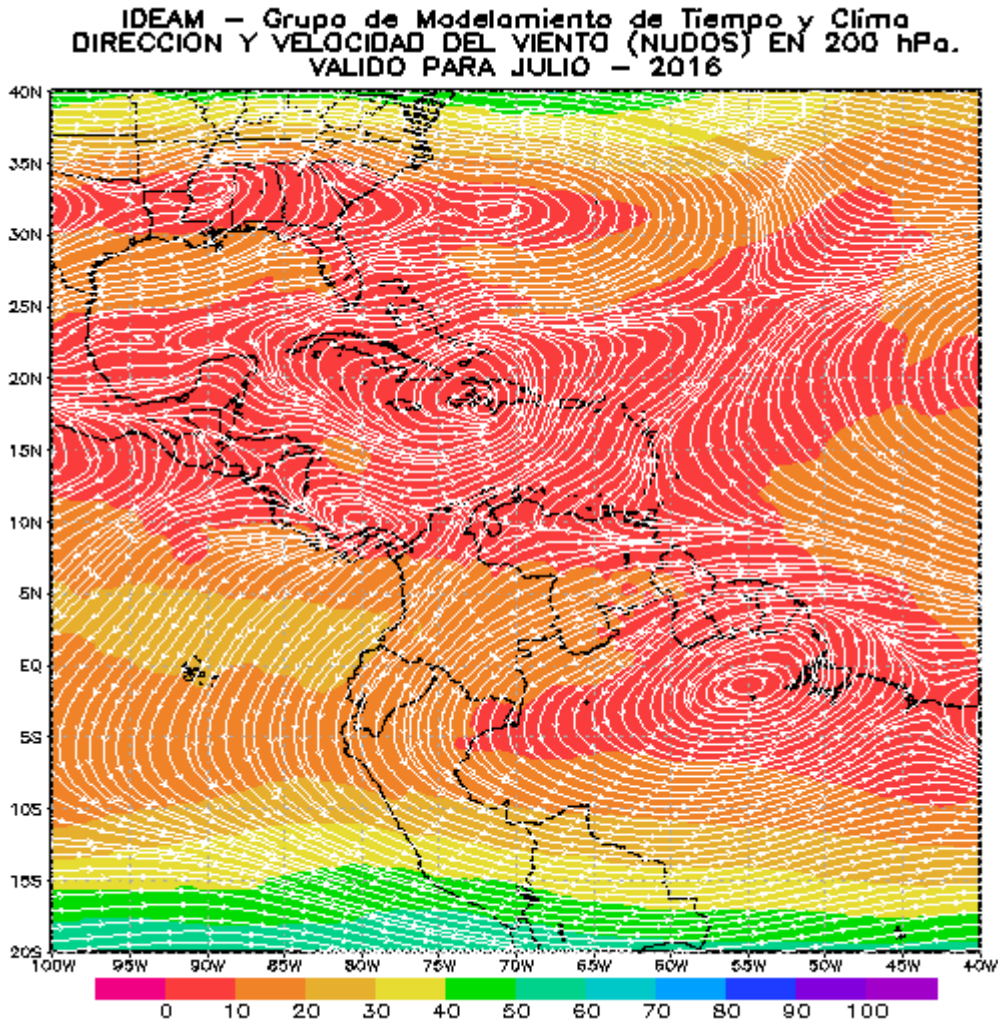 IDEAM – Grupo de Modelamiento de Tiempo y Clima
DIRECCION Y VELOCIDAD DEL VIENTO (NUDOS) EN 200 hPa.
VALIDO PARA JULIO – 2016
40N
35N
30N
25N
20N
15N
10N
5N
EQ
5S
10S
15S
20S
100W 95W 90W 85W 80W 75W 70W 65W 60W 55W 50W 45W 40W
0 10 20 30 40 50 60 70 80 90 100